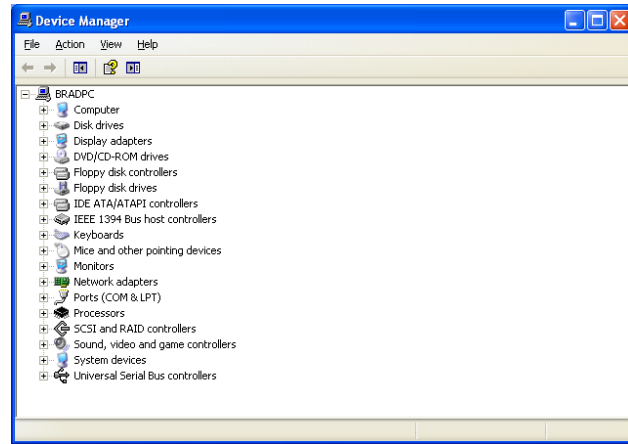 Device Manager
File Action View Help
BRADPC
Computer
Disk drives
Display adapters
DVD/CD-ROM drives
Floppy disk controllers
Floppy disk drives
IDE ATA/ATAPI controllers
IEEE 1394 Bus host controllers
Keyboards
Mice and other pointing devices
Monitors
Network adapters
Ports (COM & LPT)
Processors
SCSI and RAID controllers
Sound, video and game controllers
System devices
Universal Serial Bus controllers